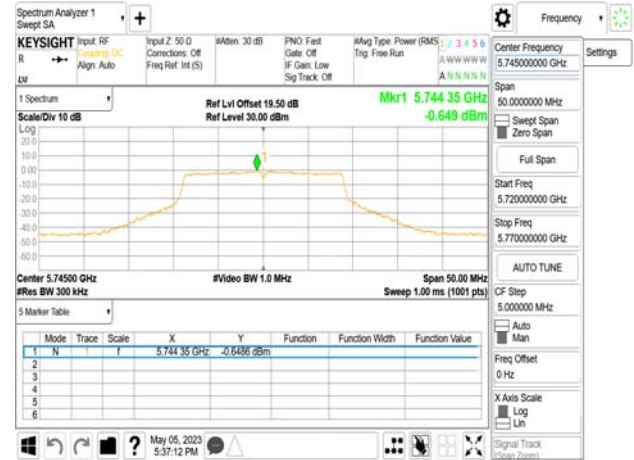 Spectrum Analyzer 1
Swept SA
+
Frequency
KEYSIGHT
R
Input: RF
Coupling: DC
Align: Auto
Input Z: 50 Ω
Corrections: Off
Freq Ref: Int (S)
#Atten: 30 dB
PNO: Fast
Gate: Off
IF Gain: Low
Sig Track: Off
#Avg Type: Power (RMS
Trig: Free Run
1 2 3 4 5 6
A W W W W W
A N N N N N
Center Frequency
5.745000000 GHz
Settings
Span
50.0000000 MHz
Swept Span
Zero Span
Full Span
Start Freq
5.720000000 GHz
Stop Freq
5.770000000 GHz
AUTO TUNE
CF Step
5.000000 MHz
Auto
Man
Freq Offset
0 Hz
X Axis Scale
Log
Lin
Signal Track
(Span Zoom)
1 Spectrum
Scale/Div 10 dB
Ref Lvl Offset 19.50 dB
Ref Level 30.00 dBm
Mkr1 5.744 35 GHz
-0.649 dBm
Log
20.0
10.0
0.00
-10.0
-20.0
-30.0
-40.0
-50.0
-60.0
1
Center 5.74500 GHz
#Res BW 300 kHz
#Video BW 1.0 MHz
Span 50.00 MHz
Sweep 1.00 ms (1001 pts)
5 Marker Table
Mode Trace Scale X Y Function Function Width Function Value
1 N 1 f 5.744 35 GHz -0.6486 dBm
2
3
4
5
6
?
May 05, 2023
5:37:12 PM